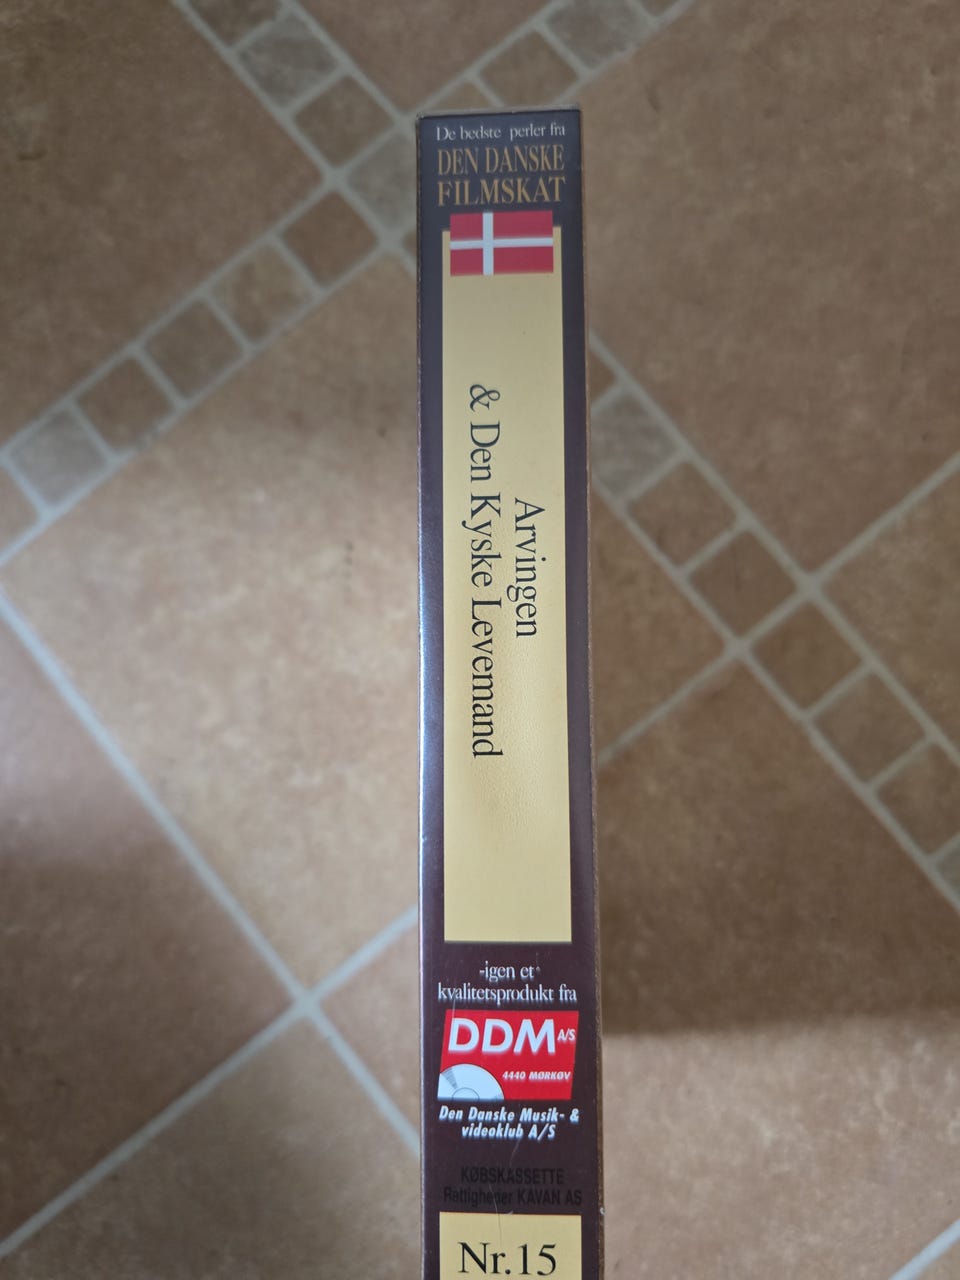 De bedste perler fra
DEN DANSKE
FILMSKAT
Arvingen
& Den Kyske Levemand
-igen et
kvalitetsprodukt fra
DDM A/S
4440 MØRKØV
Den Danske Musik- &
videoklub A/S
KØBSKASSETTE
Rettigheder KAVAN AS
Nr.15